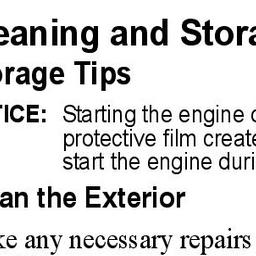 eaning and Stora
orage Tips
TICE: Starting the engine
protective film create
start the engine duri
an the Exterior
ke any necessary repairs